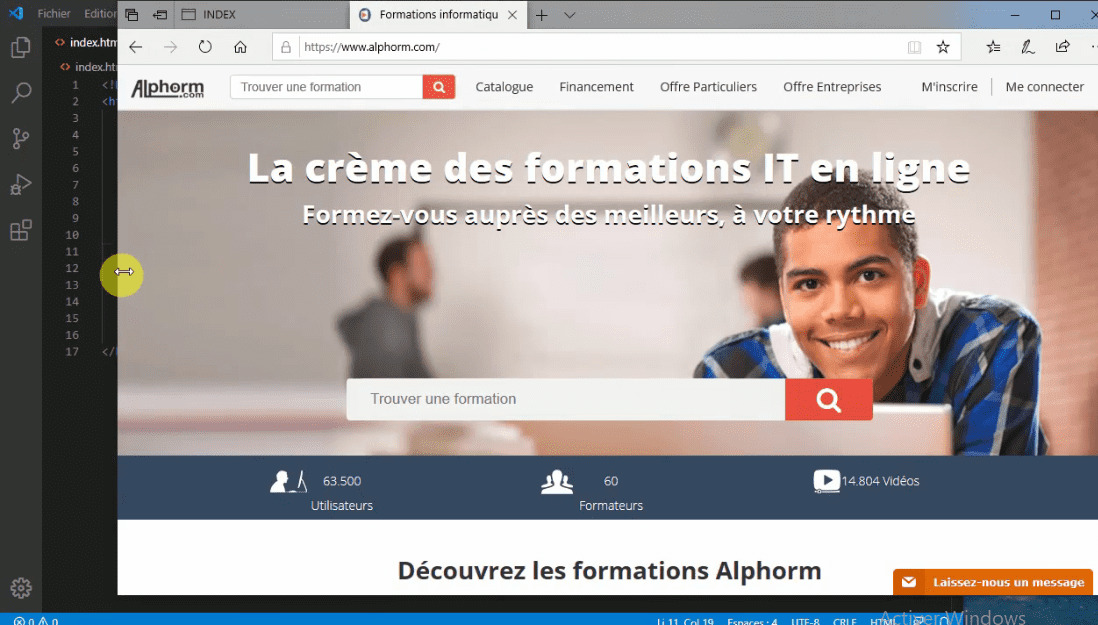 Fichier Edition
INDEX
Formations informatiqu
https://www.alphorm.com/
index.htm
index.ht
1 <!
2 <h
3
4
5
6
7
8
9
10
11
12
13
14
15
16
17 </
Alphorm.com
Trouver une formation
Catalogue
Financement
Offre Particuliers
Offre Entreprises
M'inscrire
Me connecter
La crème des formations IT en ligne
Formez-vous auprès des meilleurs, à votre rythme
Trouver une formation
63.500
Utilisateurs
60
Formateurs
14.804 Vidéos
Découvrez les formations Alphorm
Laissez-nous un message
Activer Windows
0 0
Li 11, Col 19 Espaces : 4 UTF-8 CRLF HTML